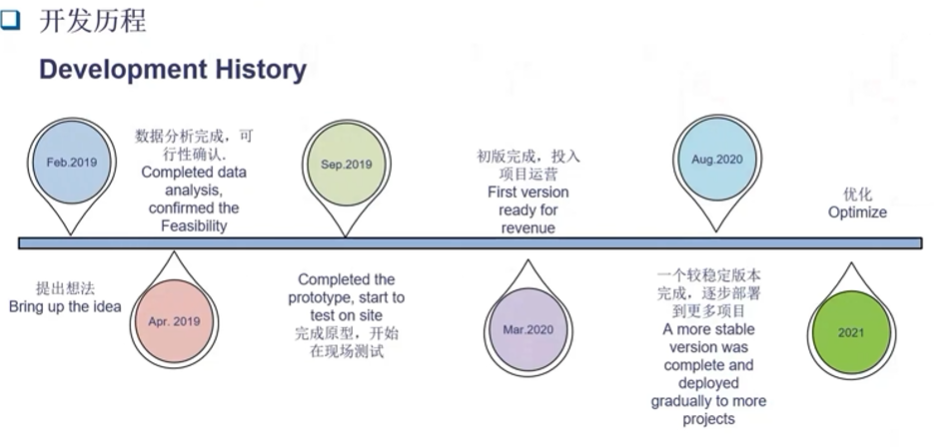 开发历程
Development History
Feb.2019
提出想法
Bring up the idea
数据分析完成，可
行性确认.
Completed data
analysis,
confirmed the
Feasibility
Apr. 2019
Sep.2019
Completed the
prototype, start to
test on site
完成原型，开始
在现场测试
初版完成，投入
项目运营
First version
ready for
revenue
Mar.2020
Aug.2020
一个较稳定版本
完成，逐步部署
到更多项目
A more stable
version was
complete and
deployed
gradually to more
projects
优化
Optimize
2021